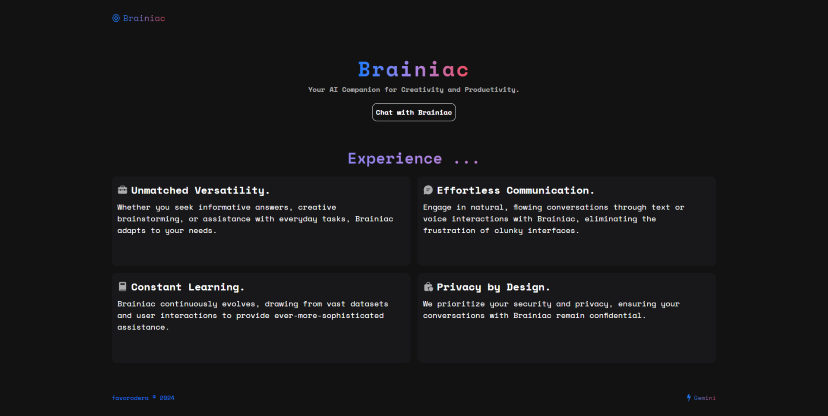 Brainiac
Brainiac
Your AI Companion for Creativity and Productivity.
Chat with Brainiac
Experience ...
Unmatched Versatility.
Whether you seek informative answers, creative
brainstorming, or assistance with everyday tasks, Brainiac
adapts to your needs.
Effortless Communication.
Engage in natural, flowing conversations through text or
voice interactions with Brainiac, eliminating the
frustration of clunky interfaces.
Constant Learning.
Brainiac continuously evolves, drawing from vast datasets
and user interactions to provide ever-more-sophisticated
assistance.
Privacy by Design.
We prioritize your security and privacy, ensuring your
conversations with Brainiac remain confidential.
favorodera © 2024
Gemini